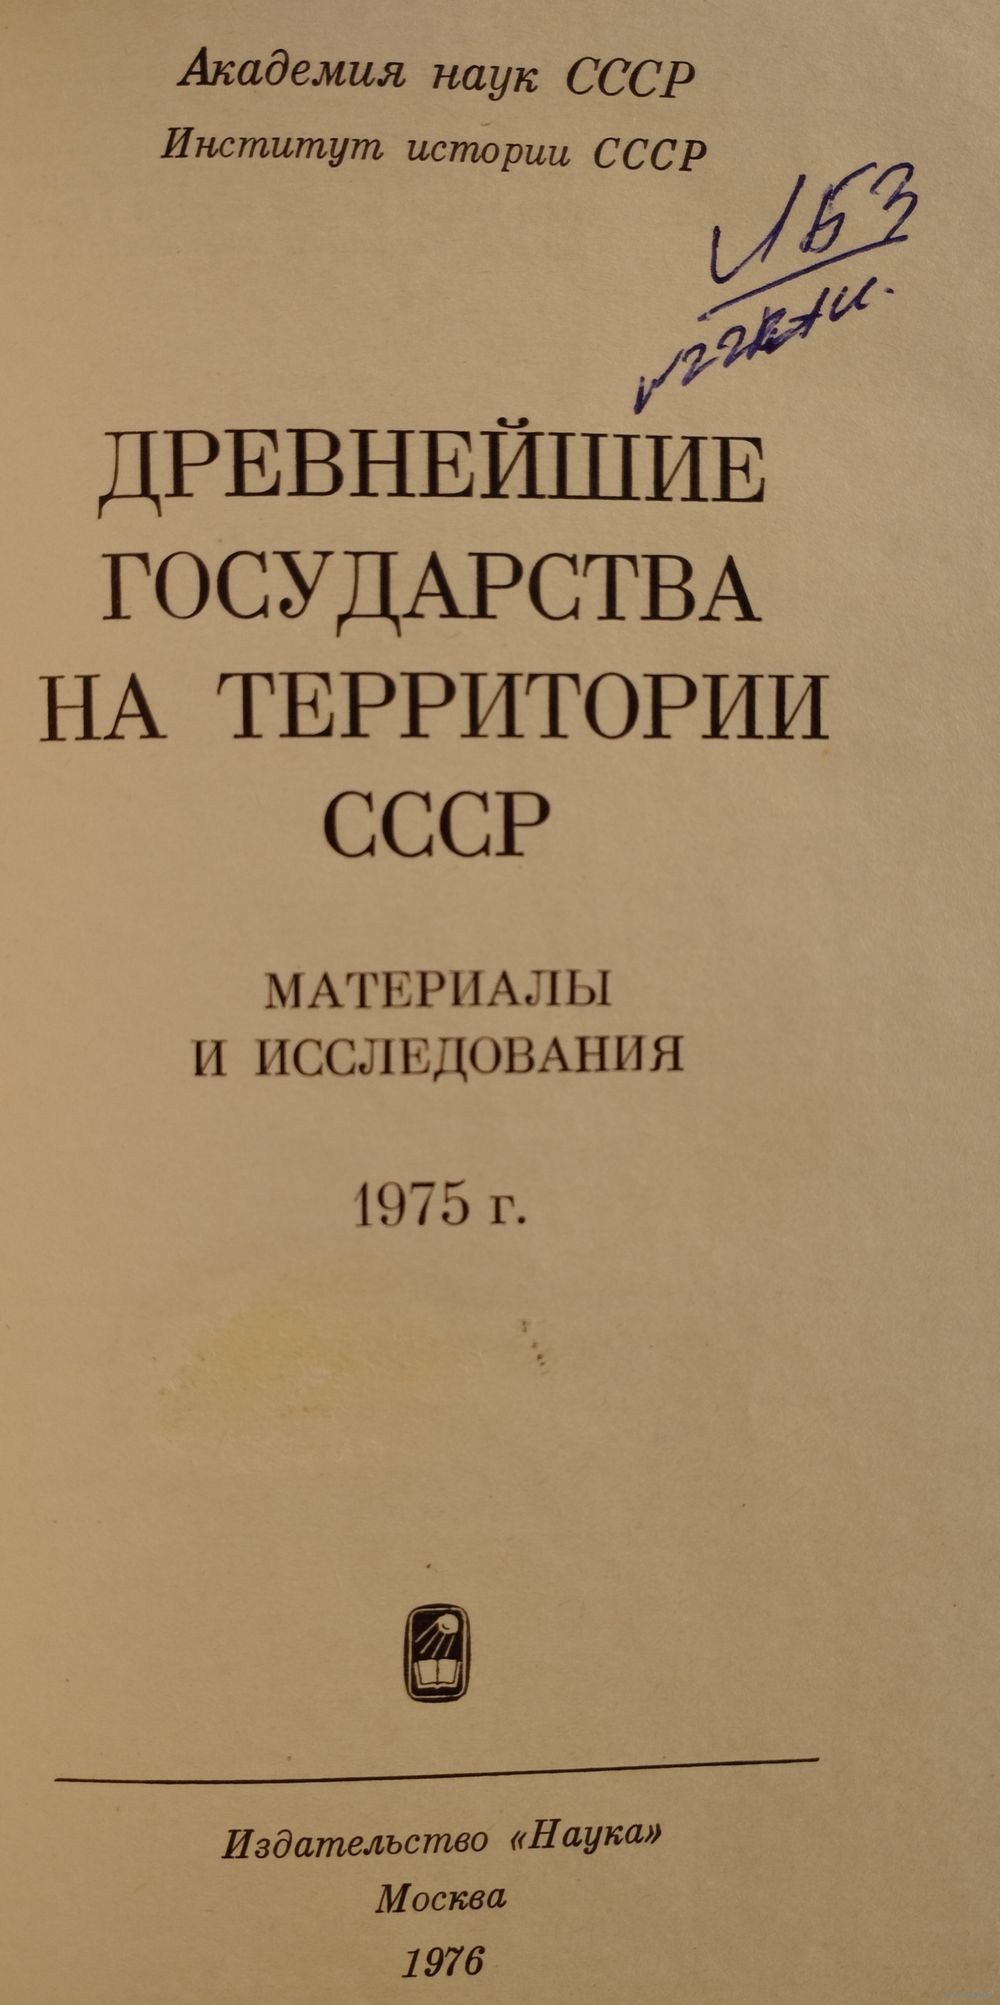 Академия наук СССР
Институт истории СССР
ДРЕВНЕЙШИЕ
ГОСУДАРСТВА
НА ТЕРРИТОРИИ
СССР
МАТЕРИАЛЫ
И ИССЛЕДОВАНИЯ
1975 г.
Издательство «Наука»
Москва
1976